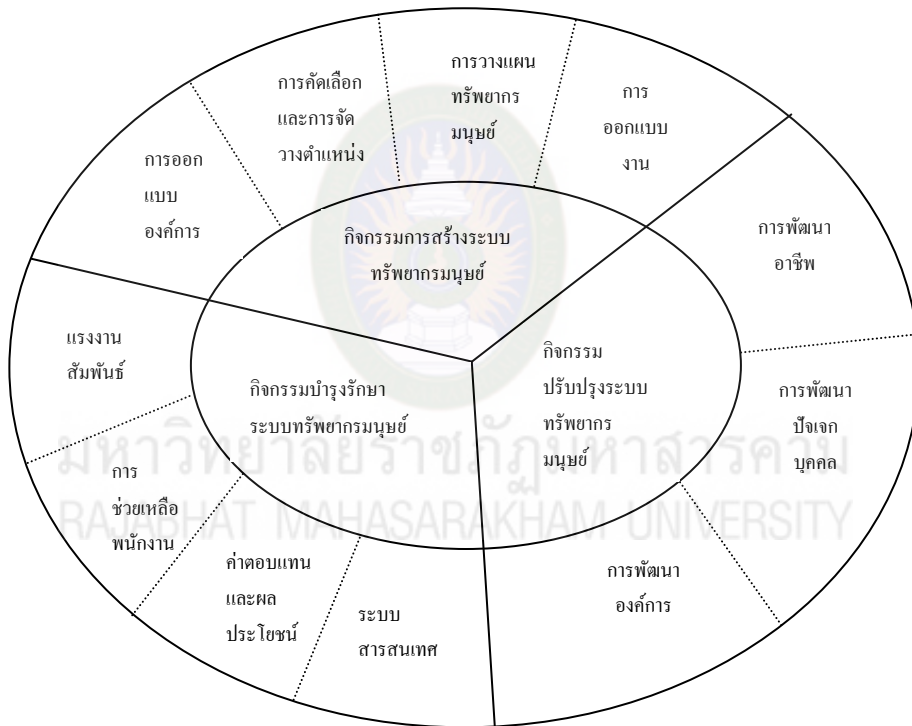 การวางแผน
ทรัพยากร
มนุษย์
การคัดเลือก
และการจัด
วางตำแหน่ง
การ
ออกแบบ
งาน
การออก
แบบ
องค์การ
กิจกรรมการสร้างระบบ
ทรัพยากรมนุษย์
การพัฒนา
อาชีพ
แรงงาน
สัมพันธ์
กิจกรรม
ปรับปรุงระบบ
ทรัพยากร
มนุษย์
กิจกรรมบำรุงรักษา
ระบบทรัพยากรมนุษย์
การพัฒนา
ปัจเจก
บุคคล
มหาวิทยาลัยราชภัฏมหาสารคาม
RAJABHAT MAHASARAKHAM UNIVERSITY
การ
ช่วยเหลือ
พนักงาน
ค่าตอบแทน
และผล
ประโยชน์
ระบบ
สารสนเทศ
การพัฒนา
องค์การ